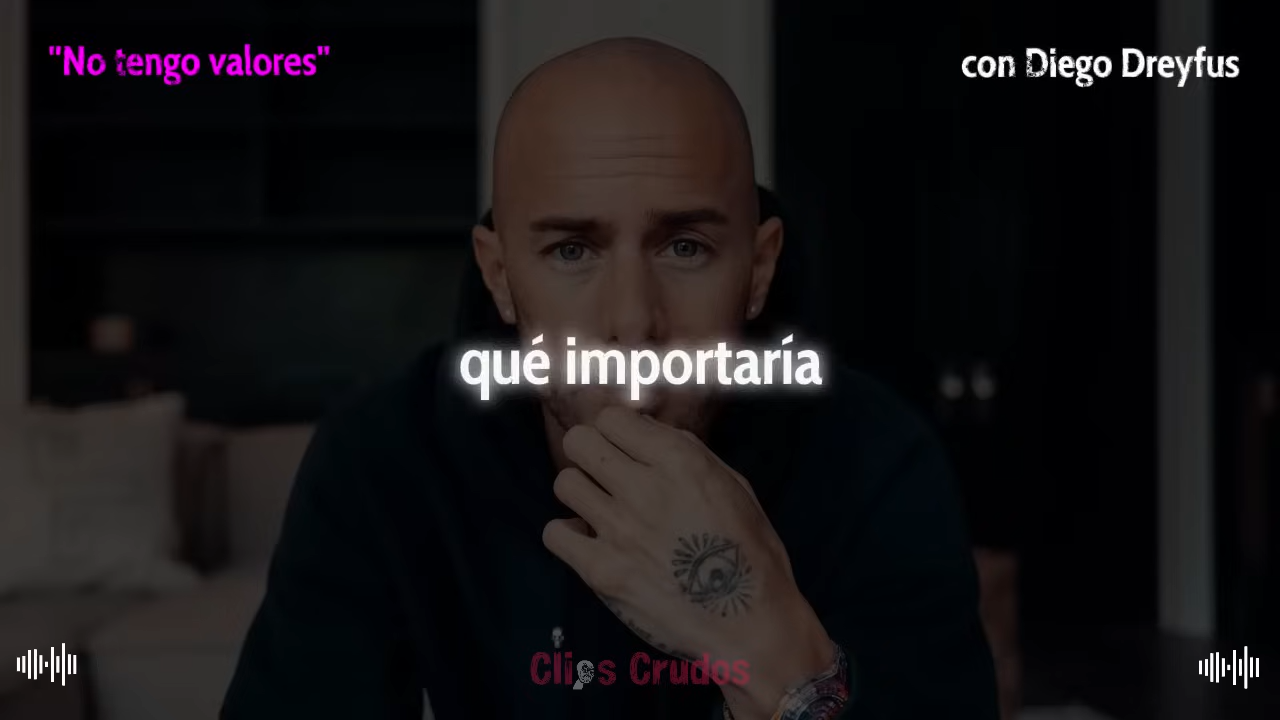 "No tengo valores"
con Diego Dreyfus
qué importaría
Clips Crudos